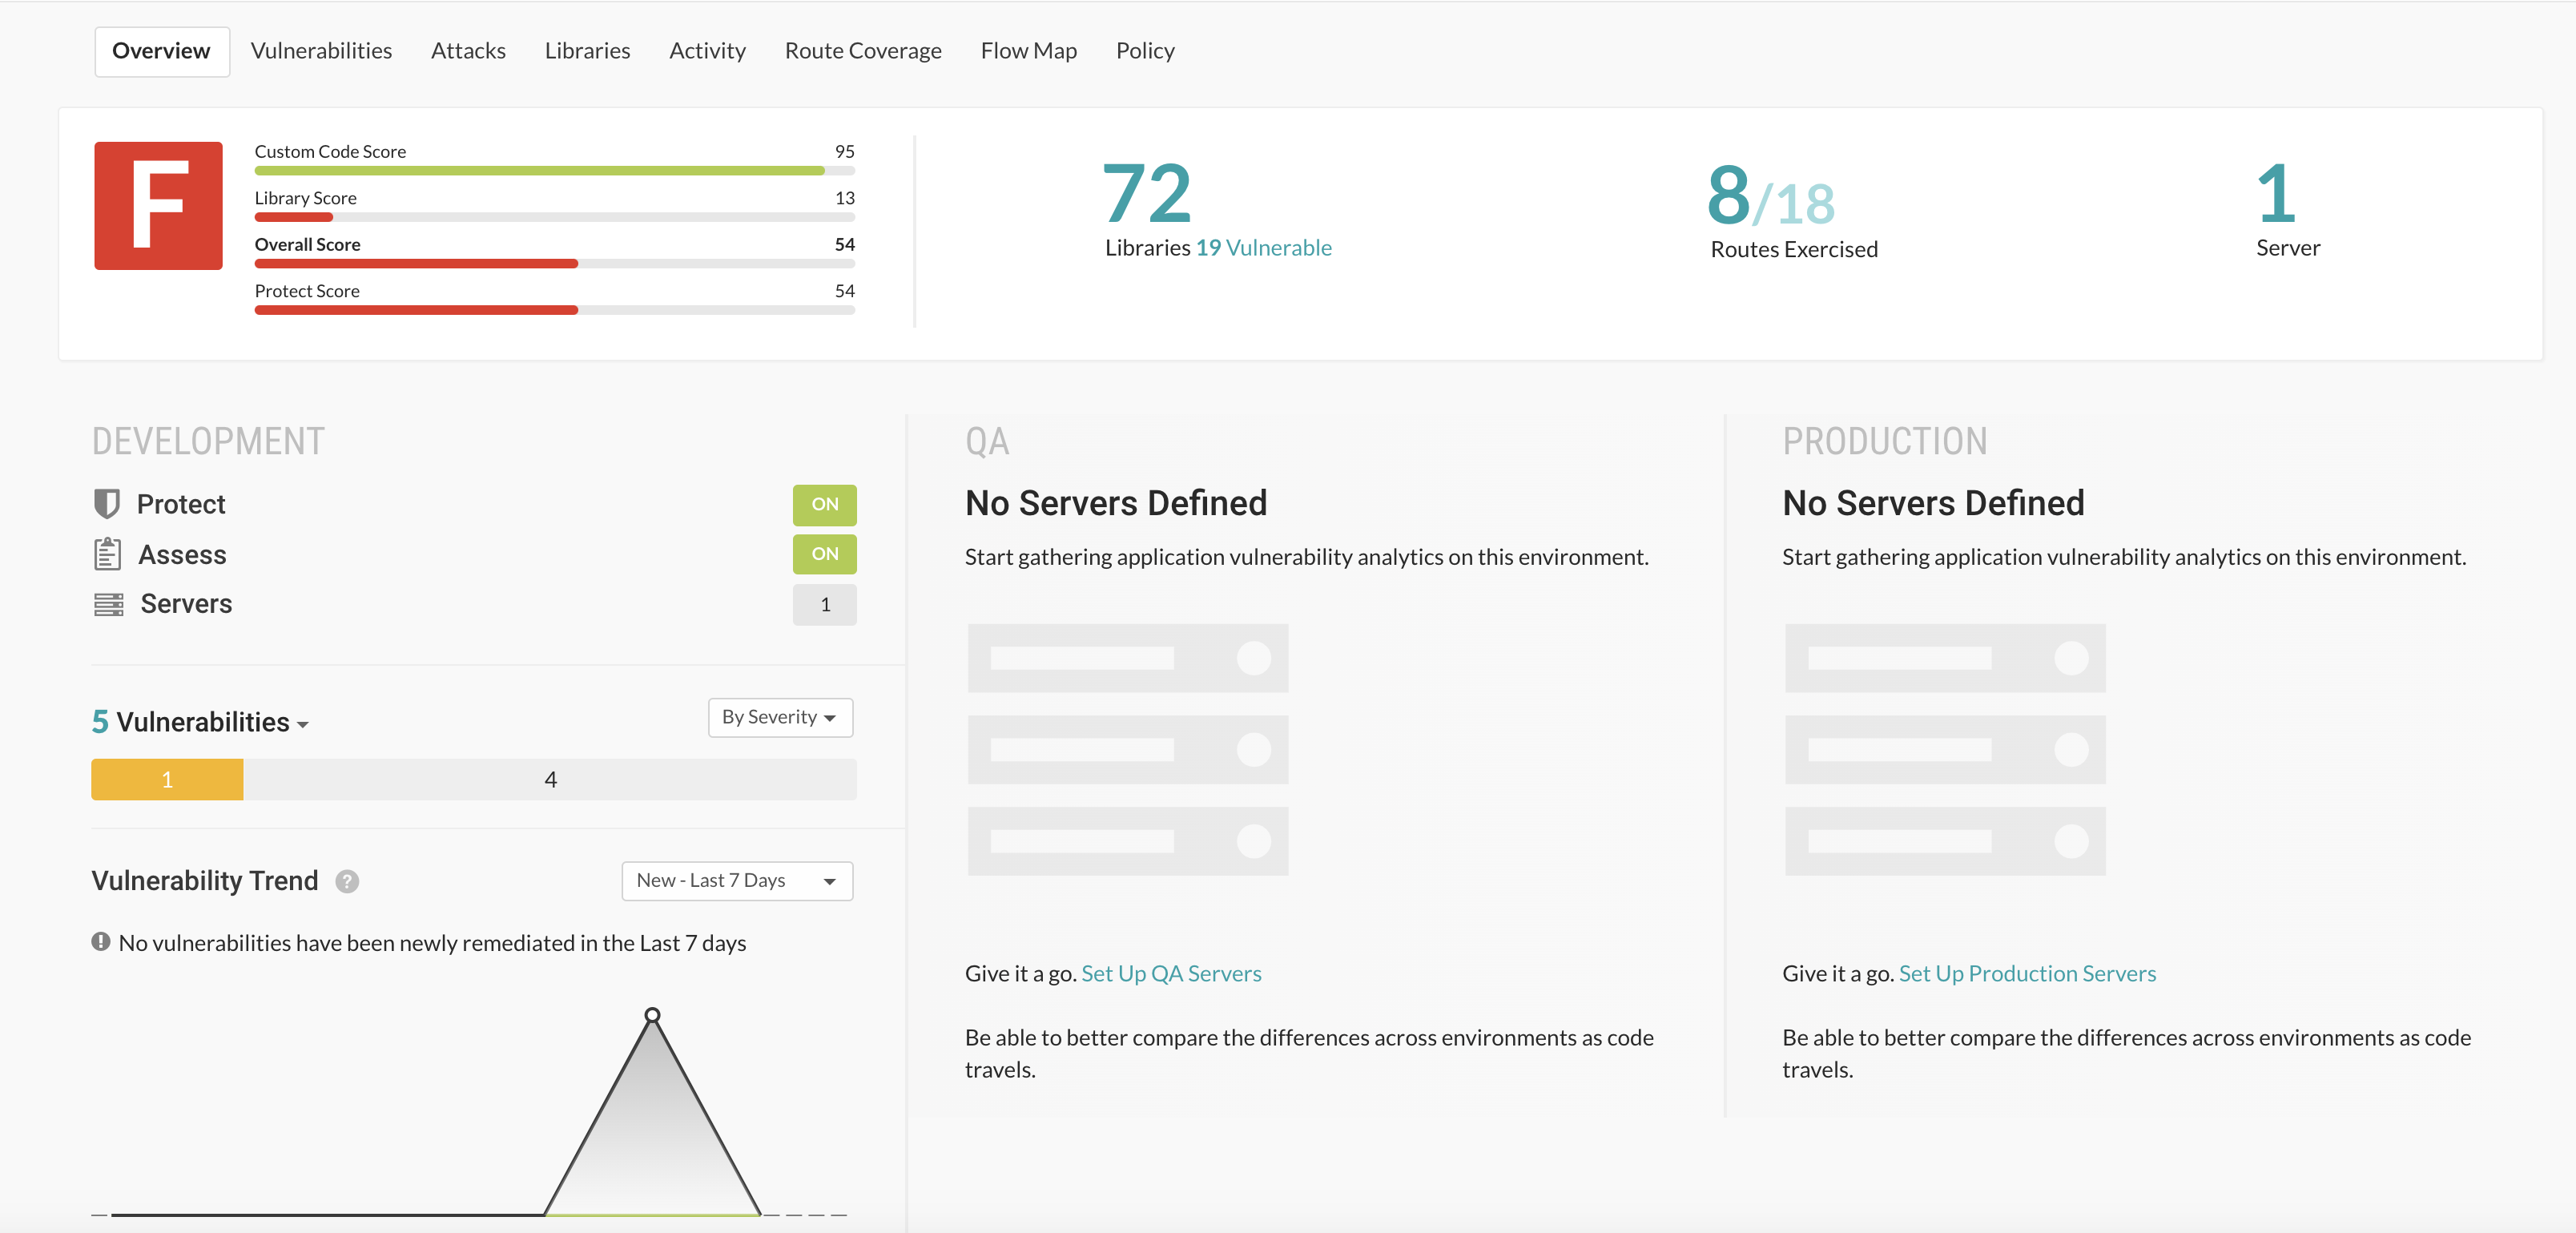 Overview Vulnerabilities Attacks Libraries Activity Route Coverage Flow Map Policy
F
Custom Code Score 95
Library Score 13
Overall Score 54
Protect Score 54
72
Libraries 19 Vulnerable
8/18
Routes Exercised
1
Server
DEVELOPMENT
Protect ON
Assess ON
Servers 1
5 Vulnerabilities By Severity
1 4
Vulnerability Trend ? New - Last 7 Days
No vulnerabilities have been newly remediated in the Last 7 days
QA
No Servers Defined
Start gathering application vulnerability analytics on this environment.
Give it a go. Set Up QA Servers
Be able to better compare the differences across environments as code
travels.
PRODUCTION
No Servers Defined
Start gathering application vulnerability analytics on this environment.
Give it a go. Set Up Production Servers
Be able to better compare the differences across environments as code
travels.